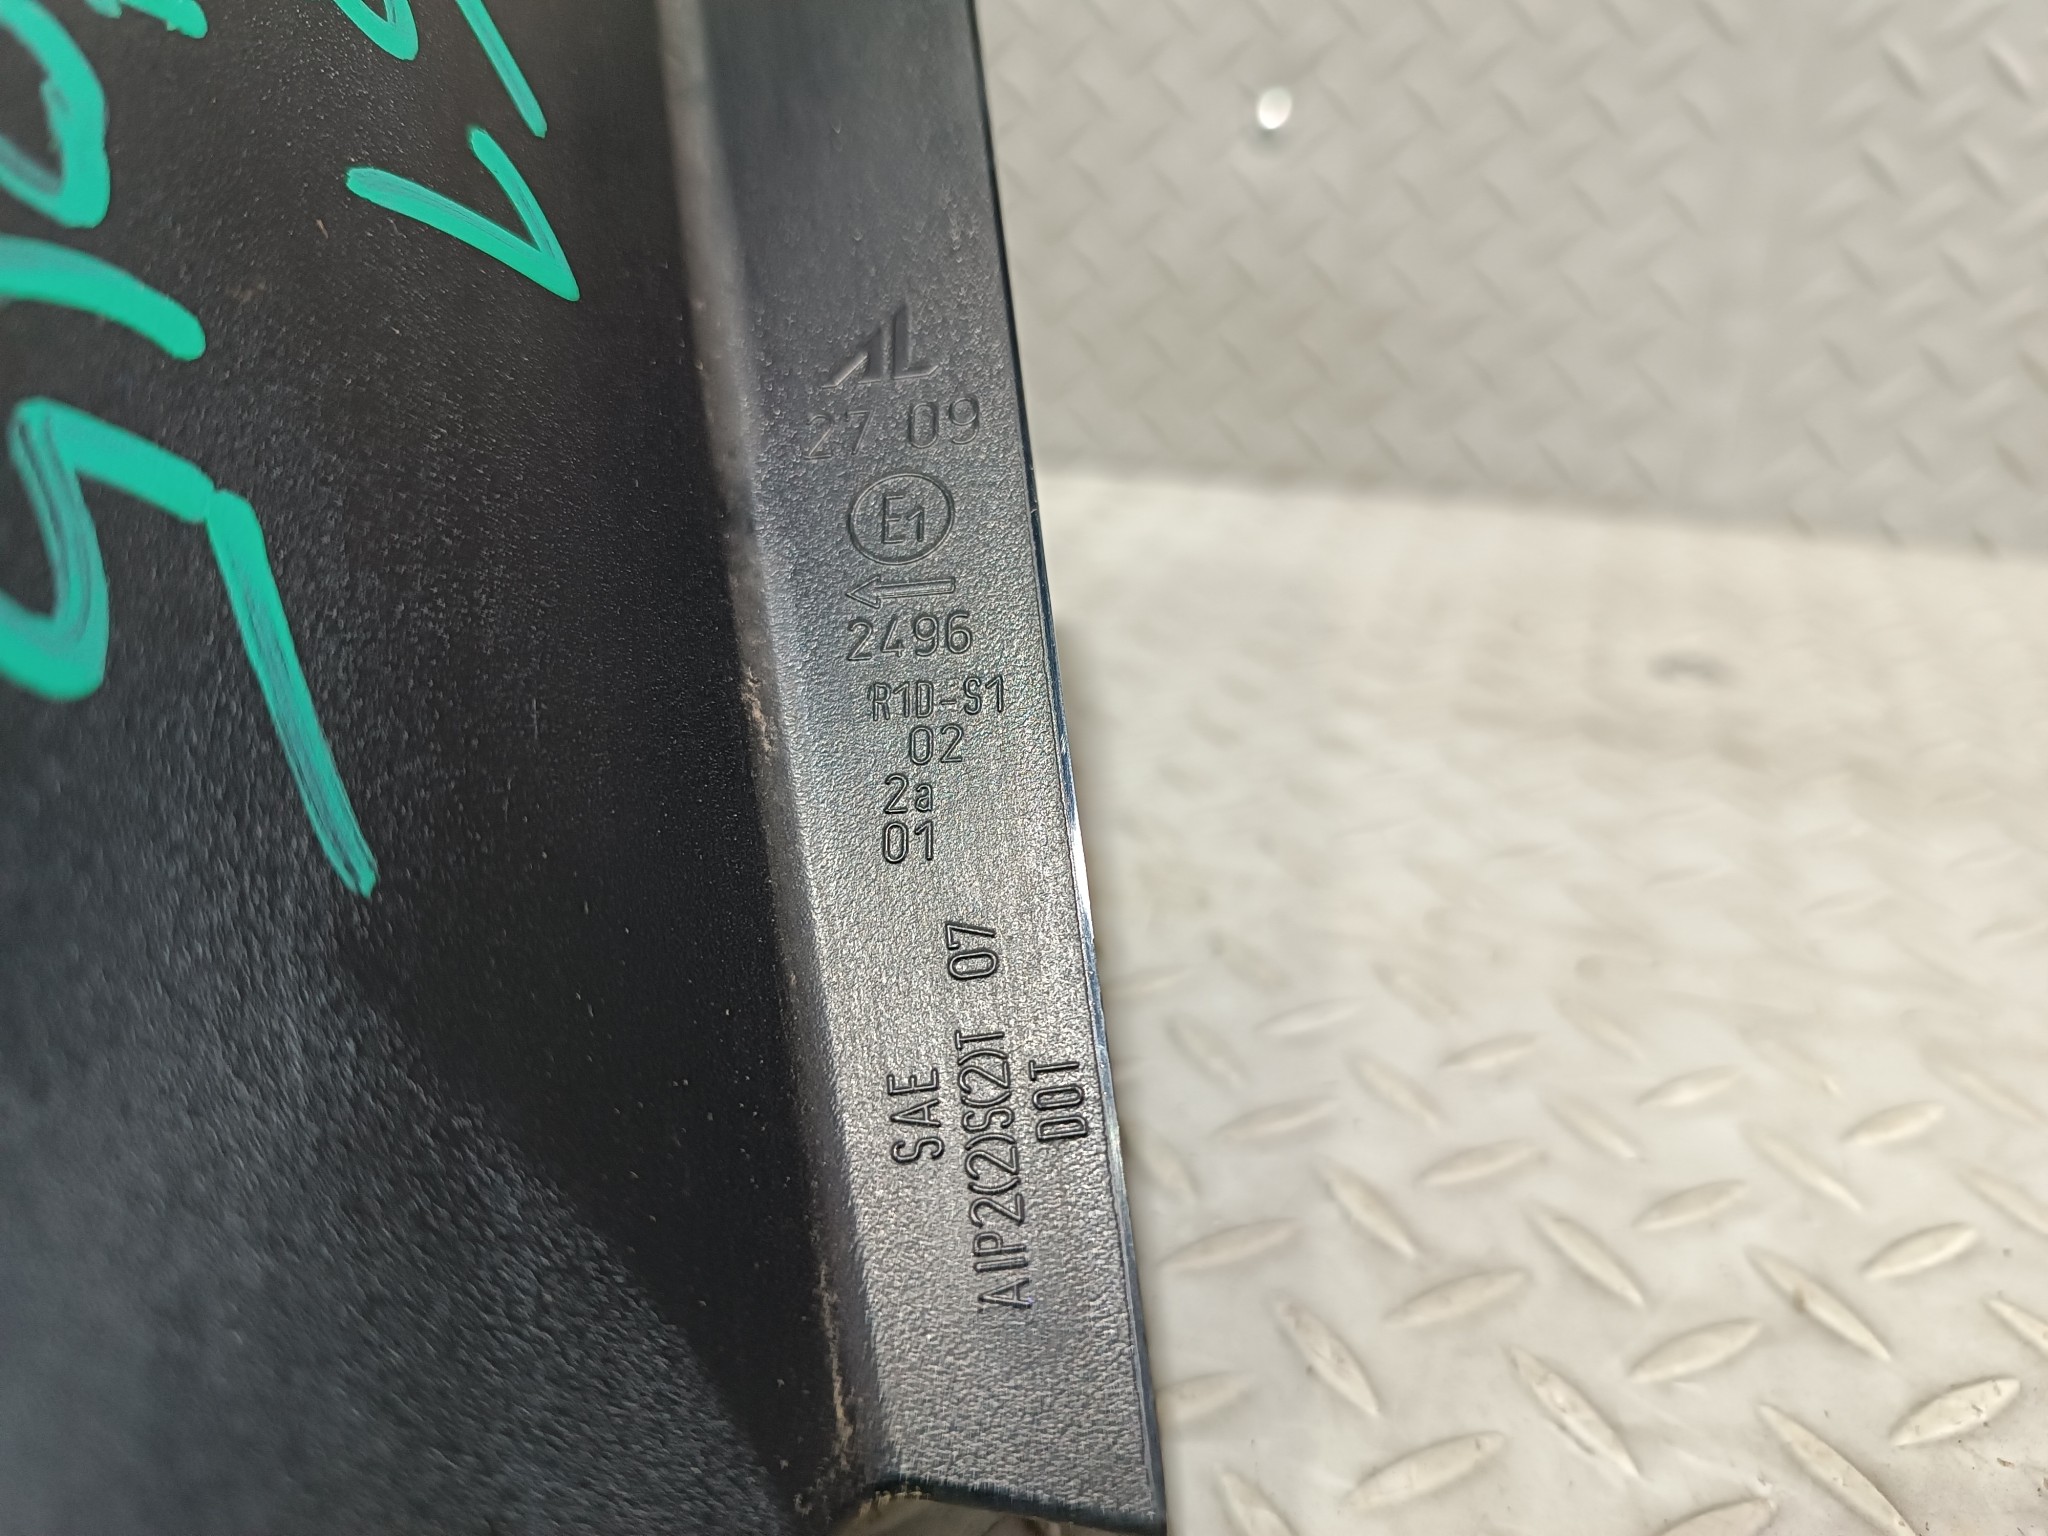 AL
27 09
E1
←
2496
R1D-S1
02
2a
01
SAE
AIP2(2)S(2)T 07
DOT